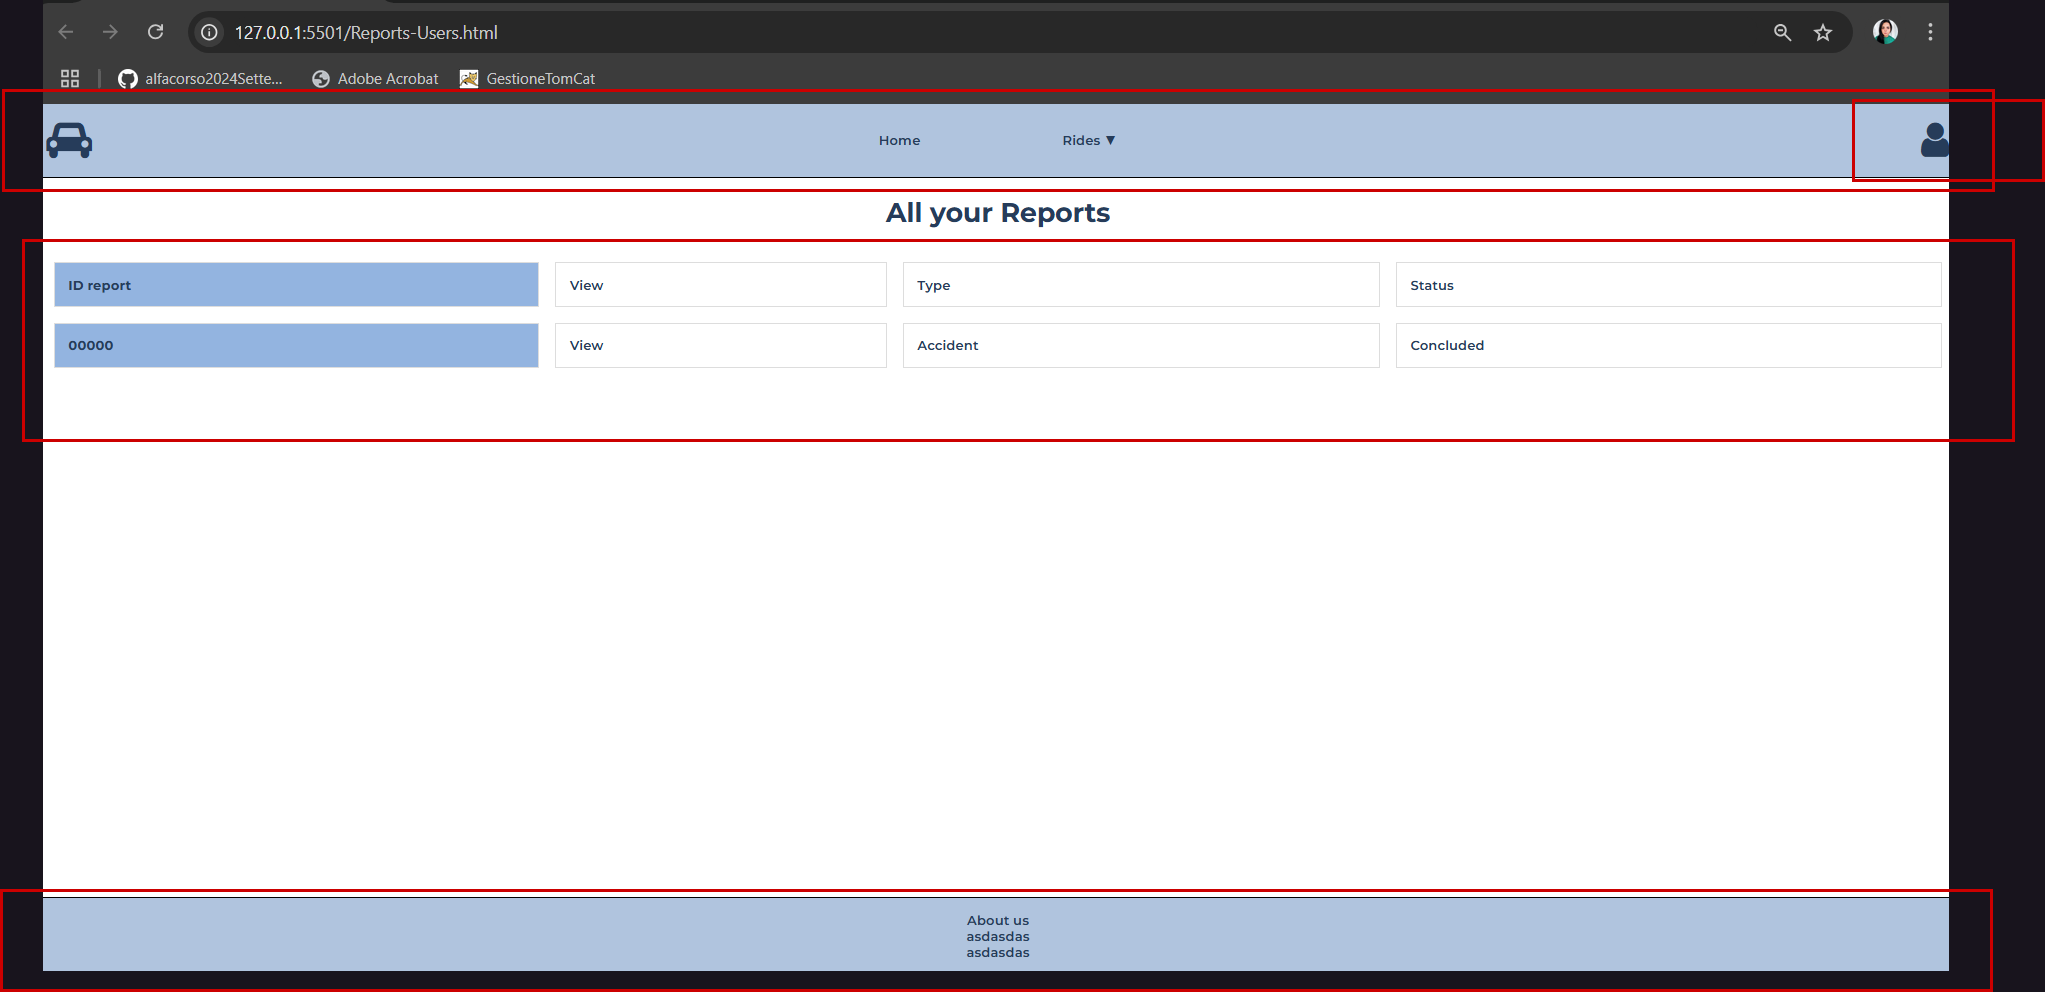 127.0.0.1:5501/Reports-Users.html
alfacorso2024Sette... Adobe Acrobat GestioneTomCat
Home Rides ▼
All your Reports
ID report View Type Status
00000 View Accident Concluded
About us
asdasdas
asdasdas